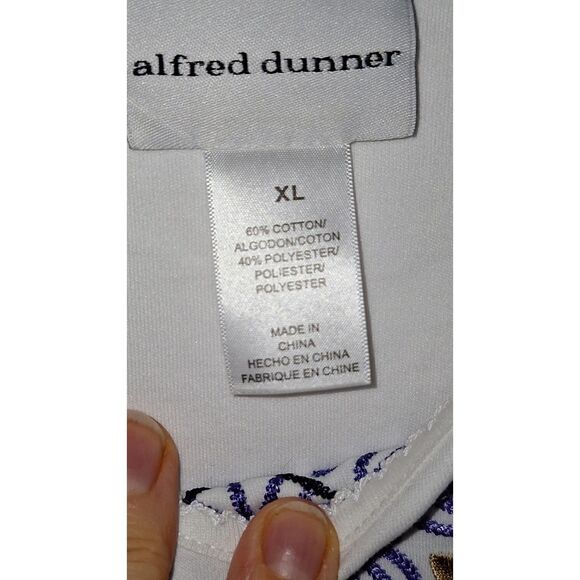 alfred dunner
XL
60% COTTON/
ALGODON/COTON
40% POLYESTER/
POLIESTER/
POLYESTER
MADE IN
CHINA
HECHO EN CHINA
FABRIQUE EN CHINE